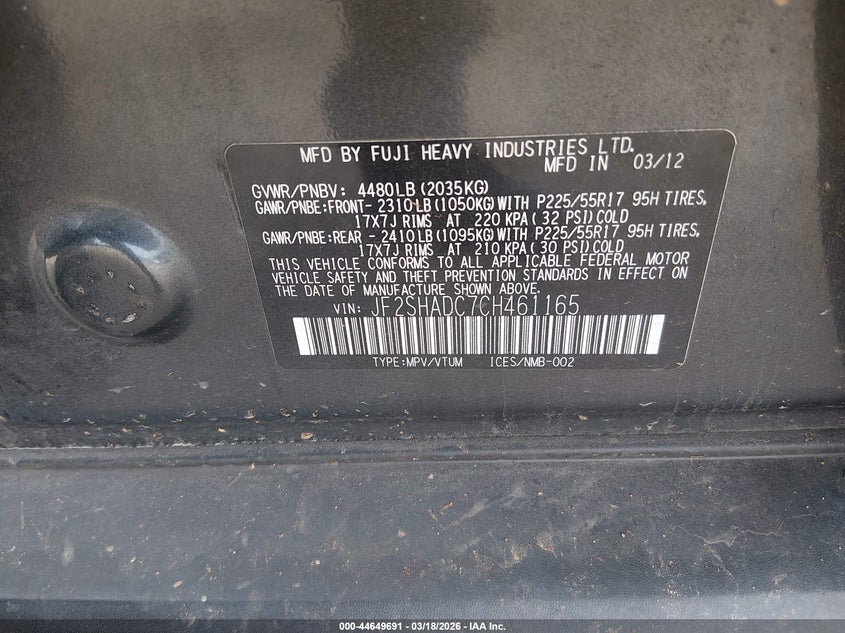 MFD BY FUJI HEAVY INDUSTRIES LTD.
MFD IN 03/12
GVWR/PNBV: 4480LB(2035KG)
GAWR/PNBE:FRONT- 2310LB(1050KG)WITH P225/55R17 95H TIRES,
17X7J RIMS AT 220 KPA(32 PSI)COLD
GAWR/PNBE:REAR - 2410LB(1095KG)WITH P225/55R17 95H TIRES,
17X7J RIMS AT 210 KPA(30 PSI)COLD
THIS VEHICLE CONFORMS TO ALL APPLICABLE FEDERAL MOTOR
VEHICLE SAFETY AND THEFT PREVENTION STANDARDS IN EFFECT ON
THE DATE OF MANUFACTURE SHOWN ABOVE.
VIN: JF2SHADC7CH461165
TYPE:MPV/VTUM ICES/NMB-002
000-44649691 — 03/18/2026 — IAA Inc.